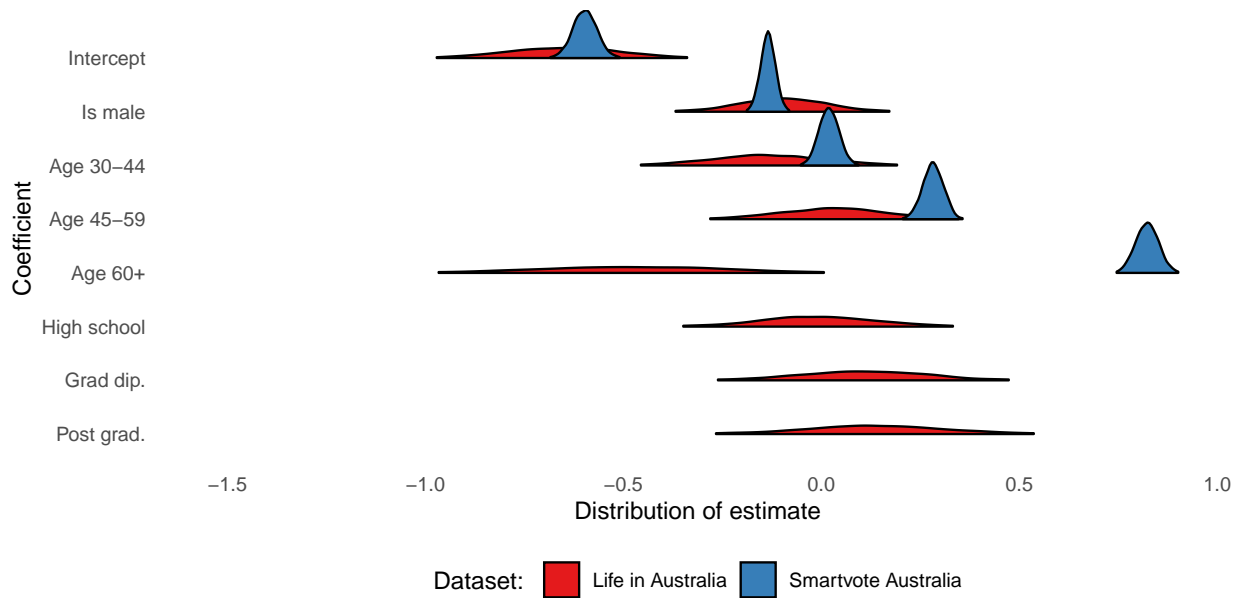 Intercept
Is male
Age 30−44
Age 45−59
Age 60+
High school
Grad dip.
Post grad.
Coefficient
−1.5 −1.0 −0.5 0.0 0.5 1.0
Distribution of estimate
Dataset: Life in Australia Smartvote Australia